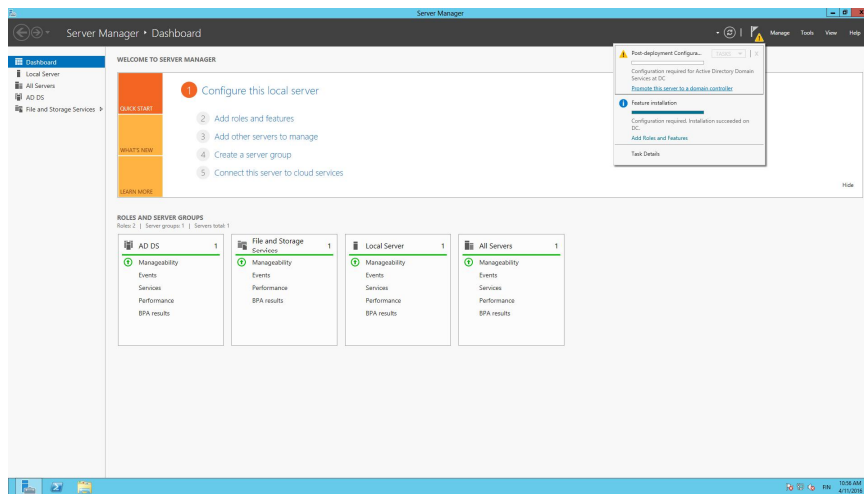 Server Manager
Server Manager • Dashboard
Manage Tools View Help
Dashboard
Local Server
All Servers
AD DS
File and Storage Services
WELCOME TO SERVER MANAGER
QUICK START
WHAT'S NEW
LEARN MORE
1 Configure this local server
2 Add roles and features
3 Add other servers to manage
4 Create a server group
5 Connect this server to cloud services
Hide
Post-deployment Configura...
TASKS
Configuration required for Active Directory Domain
Services at DC
Promote this server to a domain controller
Feature installation
Configuration required. Installation succeeded on
DC.
Add Roles and Features
Task Details
ROLES AND SERVER GROUPS
Roles: 2 | Server groups: 1 | Servers total: 1
AD DS 1
Manageability
Events
Services
Performance
BPA results
File and Storage
Services 1
Manageability
Events
Performance
BPA results
Local Server 1
Manageability
Events
Services
Performance
BPA results
All Servers 1
Manageability
Events
Services
Performance
BPA results
FIN
10:56 AM
4/11/2016